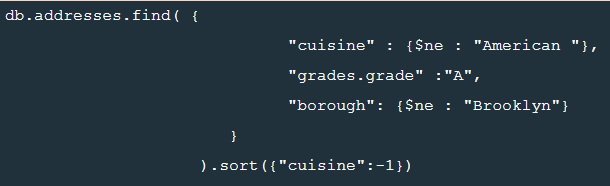 db.addresses.find( {
"cuisine" : {$ne : "American "},
"grades.grade" :"A",
"borough": {$ne : "Brooklyn"}
}
).sort({"cuisine":-1})